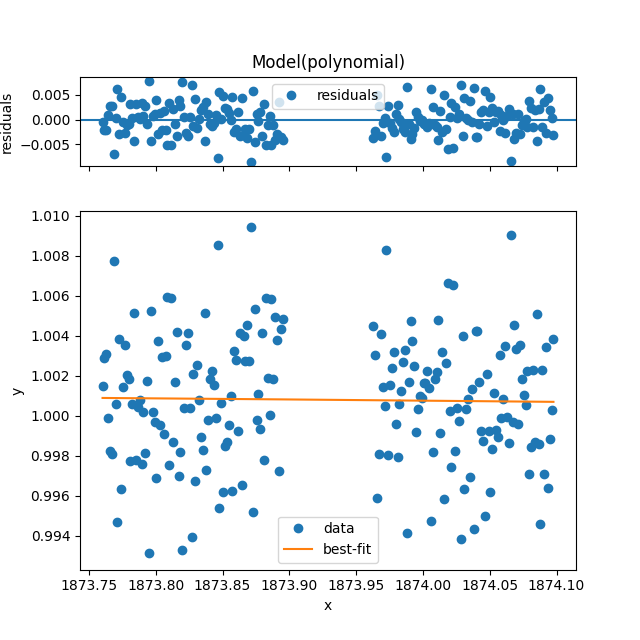 Model(polynomial)
residuals
0.005
0.000
−0.005
residuals
1.010
1.008
1.006
1.004
1.002
1.000
0.998
0.996
0.994
y
data
best-fit
1873.75 1873.80 1873.85 1873.90 1873.95 1874.00 1874.05 1874.10
x